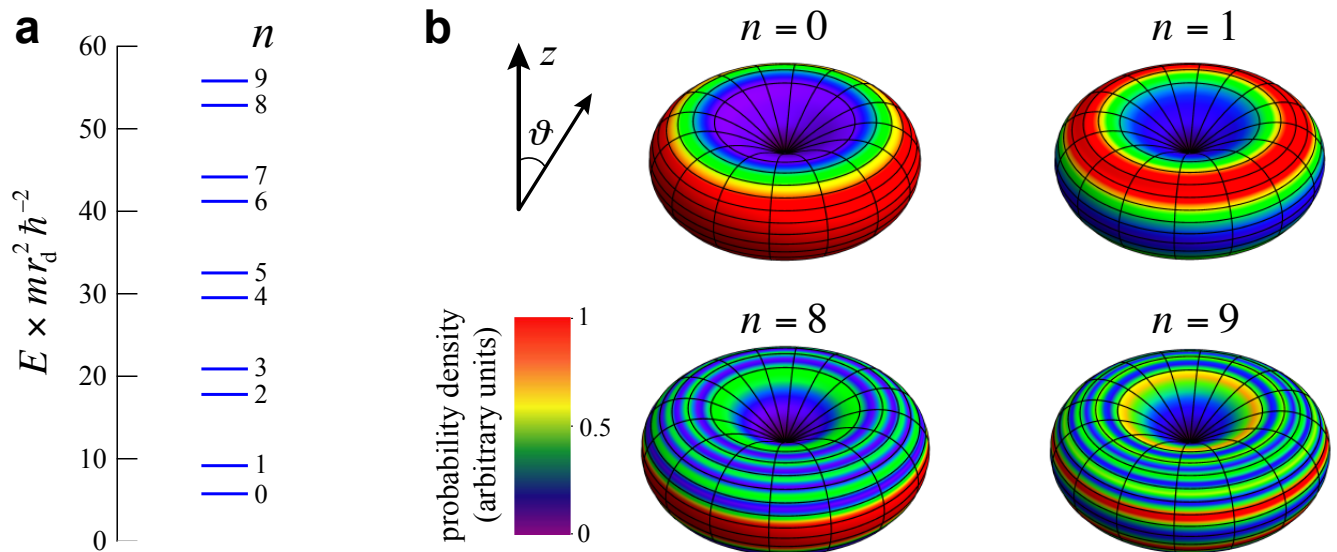 a
n
60
50
40
30
20
10
0
E × mr_d^2 ħ^−2
9
8
7
6
5
4
3
2
1
0
b
z
ϑ
n = 0
n = 1
n = 8
n = 9
probability density
(arbitrary units)
1
0.5
0